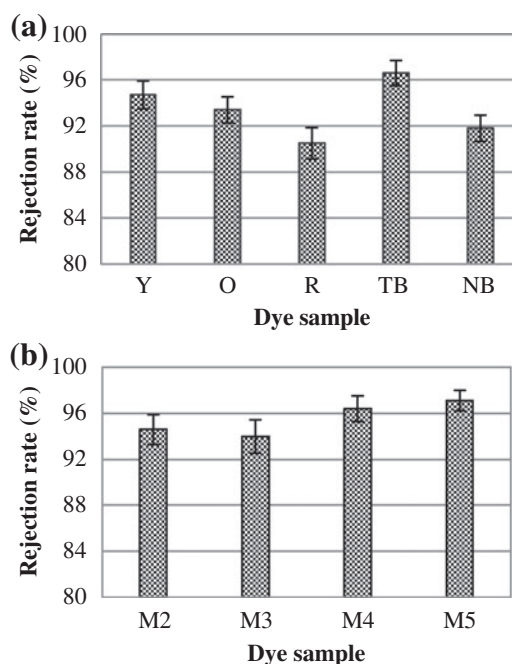 (a)
Rejection rate (%)
100
96
92
88
84
80
Y O R TB NB
Dye sample
(b)
Rejection rate (%)
100
96
92
88
84
80
M2 M3 M4 M5
Dye sample